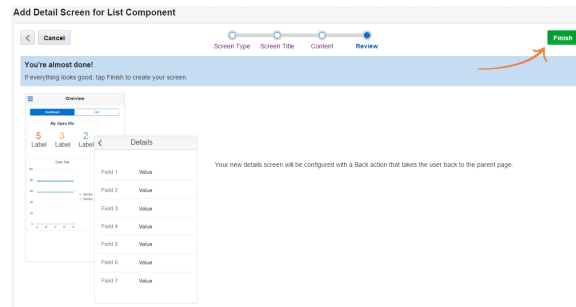 Add Detail Screen for List Component
Cancel
Screen Type Screen Title Content Review
Finish
You're almost done!
If everything looks good, tap Finish to create your screen.
Overview
Dashboard List
My Open IRs
5 3 2
Label Label Label
Details
Your new details screen will be configured with a Back action that takes the user back to the parent page.
Field 1 Value
Field 2 Value
Field 3 Value
Field 4 Value
Field 5 Value
Field 6 Value
Field 7 Value